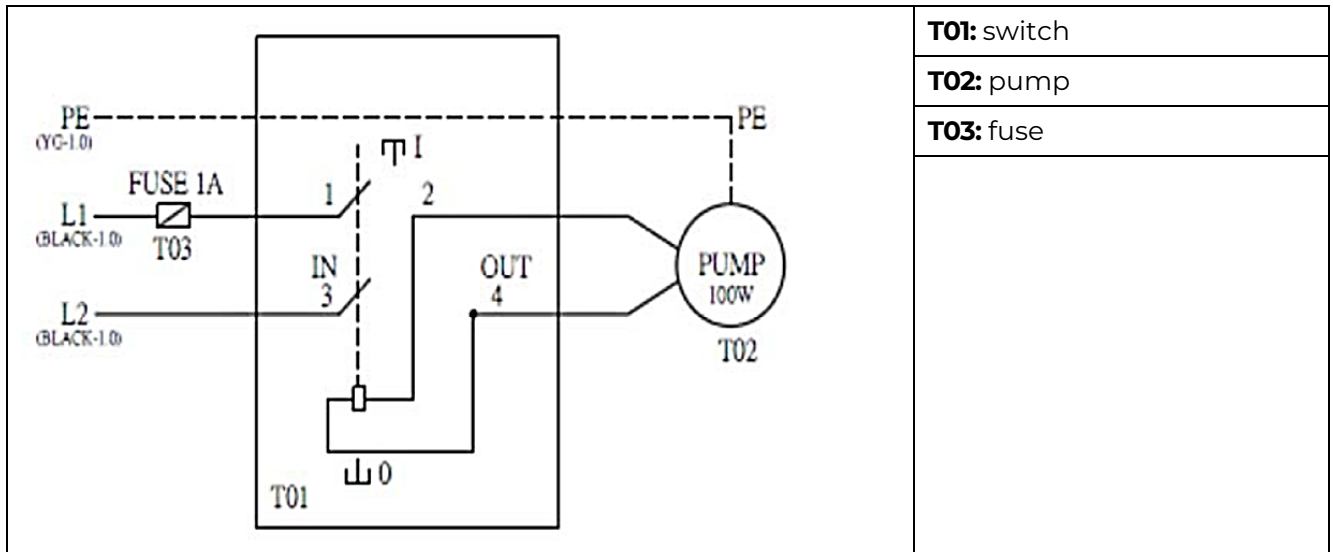 T01: switch
T02: pump
T03: fuse
PE
(YG-1.0)
PE
I
FUSE 1A
1
2
L1
(BLACK-1.0)
T03
IN
3
OUT
4
L2
(BLACK-1.0)
PUMP
100W
T02
0
T01